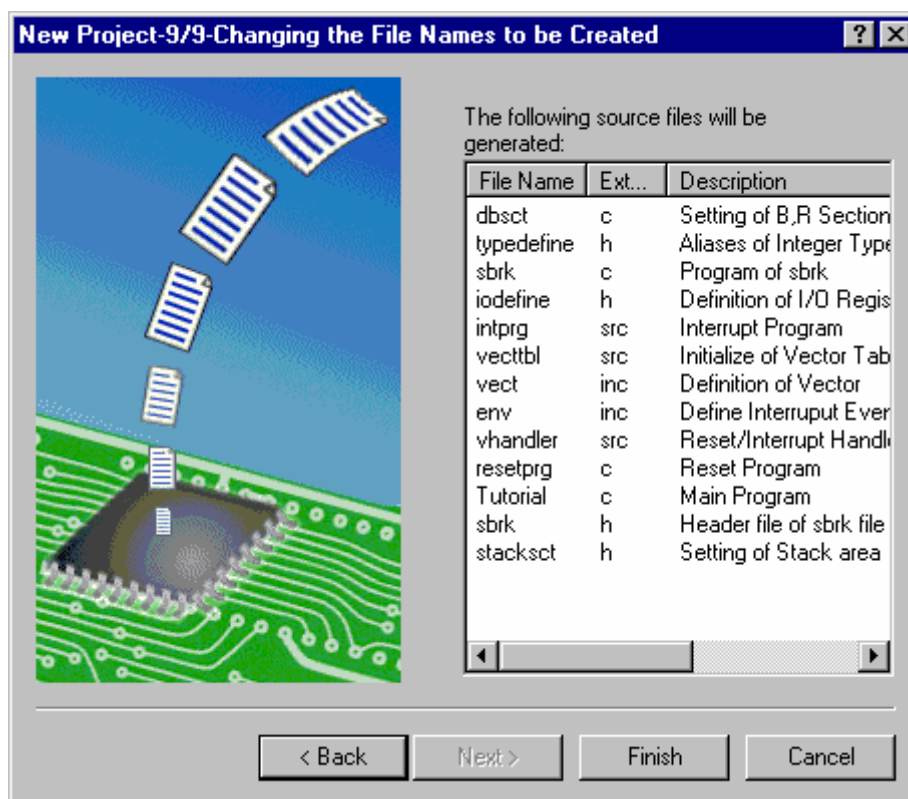 New Project-9/9-Changing the File Names to be Created
The following source files will be
generated:
File Name Ext... Description
dbsct c Setting of B,R Section
typedefine h Aliases of Integer Type
sbrk c Program of sbrk
iodefine h Definition of I/O Regis
intprg src Interrupt Program
vecttbl src Initialize of Vector Tab
vect inc Definition of Vector
env inc Define Interruput Ever
vhandler src Reset/Interrupt Handl
resetprg c Reset Program
Tutorial c Main Program
sbrk h Header file of sbrk file
stacksct h Setting of Stack area
< Back Next > Finish Cancel